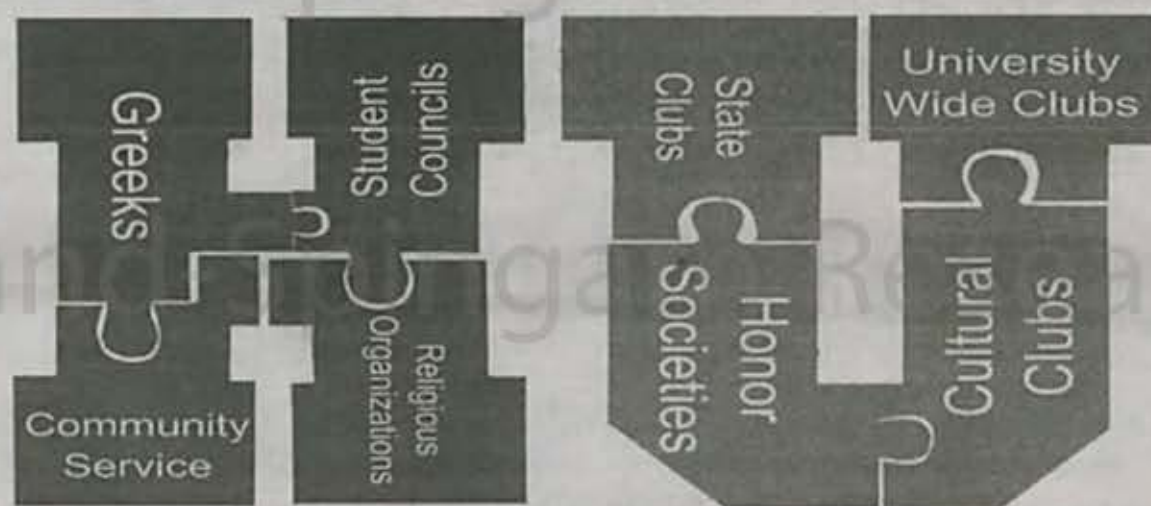 Greeks
Student
Councils
State
Clubs
University
Wide Clubs
Community
Service
Religious
Organizations
Honor
Societies
Cultural
Clubs